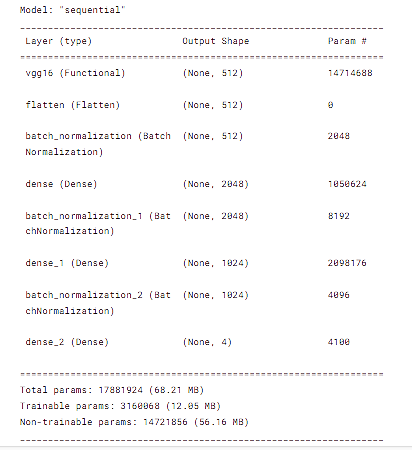 Model: "sequential"
_________________________________________________________________
Layer (type) Output Shape Param #
=================================================================
vgg16 (Functional) (None, 512) 14714688
flatten (Flatten) (None, 512) 0
batch_normalization (Batch (None, 512) 2048
Normalization)
dense (Dense) (None, 2048) 1050624
batch_normalization_1 (Bat (None, 2048) 8192
chNormalization)
dense_1 (Dense) (None, 1024) 2098176
batch_normalization_2 (Bat (None, 1024) 4096
chNormalization)
dense_2 (Dense) (None, 4) 4100
=================================================================
Total params: 17881924 (68.21 MB)
Trainable params: 3160068 (12.05 MB)
Non-trainable params: 14721856 (56.16 MB)
_________________________________________________________________